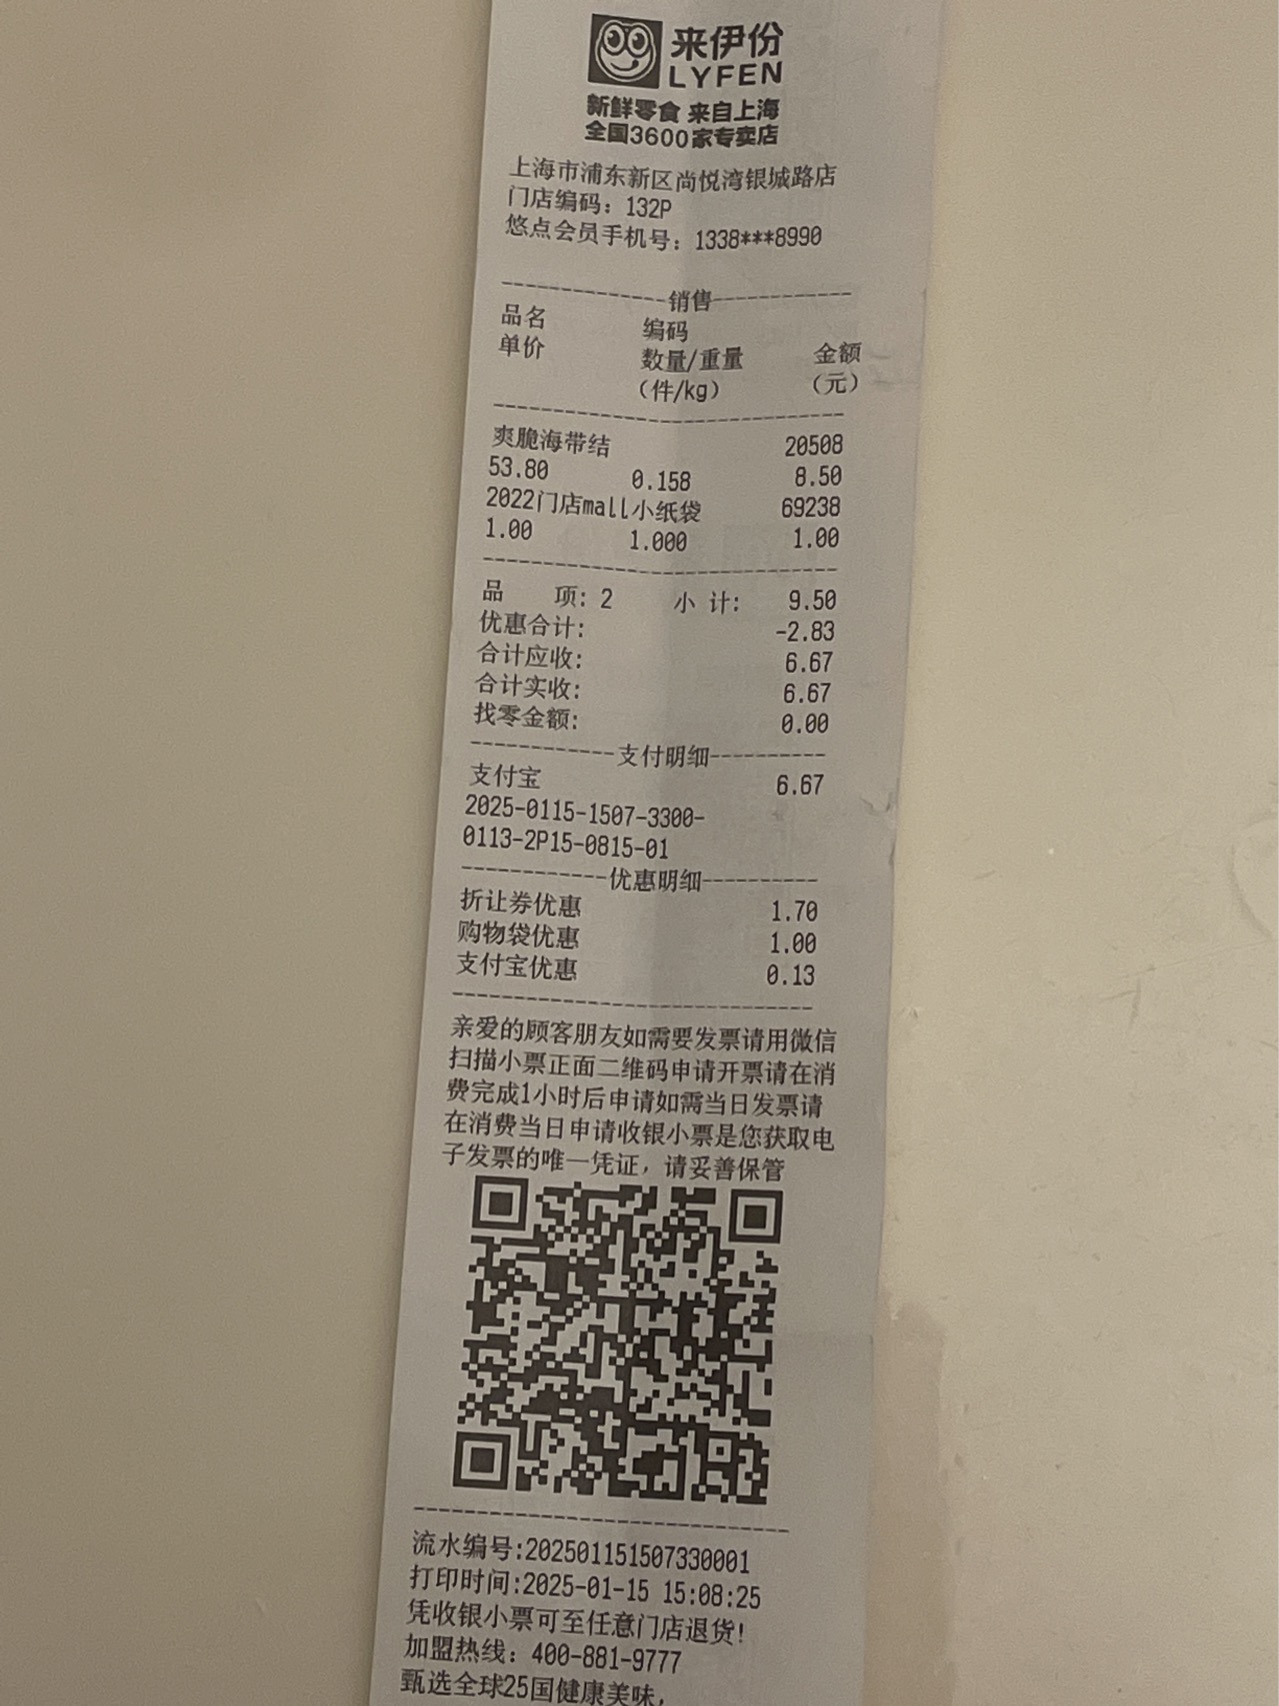 来伊份
LYFEN
新鲜零食 来自上海
全国3600家专卖店
上海市浦东新区尚悦湾银城路店
门店编码：132P
悠点会员手机号：1338***8990
--------------销售------------
品名 编码
单价 数量/重量 金额
（件/kg） （元）
------------------------------
爽脆海带结 20508
53.80 0.158 8.50
2022门店mall小纸袋 69238
1.00 1.000 1.00
------------------------------
品 项: 2 小 计: 9.50
优惠合计: -2.83
合计应收: 6.67
合计实收: 6.67
找零金额: 0.00
------------支付明细----------
支付宝 6.67
2025-0115-1507-3300-
0113-2P15-0815-01
------------优惠明细----------
折让券优惠 1.70
购物袋优惠 1.00
支付宝优惠 0.13
------------------------------
亲爱的顾客朋友如需要发票请用微信
扫描小票正面二维码申请开票请在消
费完成1小时后申请如需当日发票请
在消费当日申请收银小票是您获取电
子发票的唯一凭证，请妥善保管
------------------------------
流水编号:202501151507330001
打印时间:2025-01-15 15:08:25
凭收银小票可至任意门店退货!
加盟热线：400-881-9777
甄选全球25国健康美味，